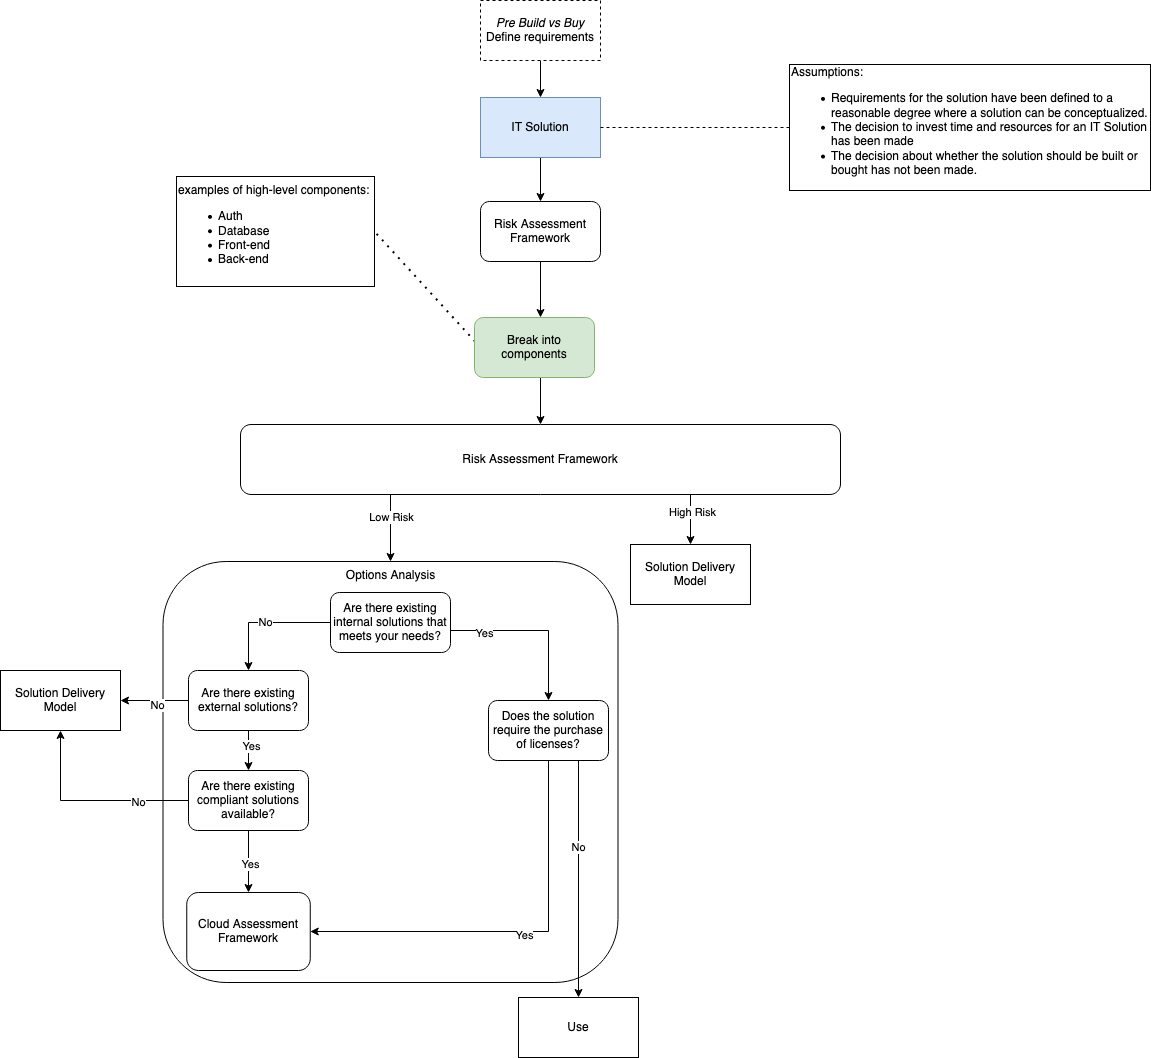 Pre Build vs Buy
Define requirements
Assumptions:
Requirements for the solution have been defined to a
reasonable degree where a solution can be conceptualized.
The decision to invest time and resources for an IT Solution
has been made
The decision about whether the solution should be built or
bought has not been made.
IT Solution
examples of high-level components:
Auth
Database
Front-end
Back-end
Risk Assessment
Framework
Break into
components
Risk Assessment Framework
Low Risk
High Risk
Solution Delivery
Model
Options Analysis
Are there existing
internal solutions that
meets your needs?
No
Yes
Solution Delivery
Model
No
Are there existing
external solutions?
Does the solution
require the purchase
of licenses?
Yes
Are there existing
compliant solutions
available?
No
Yes
No
Cloud Assessment
Framework
Yes
Use